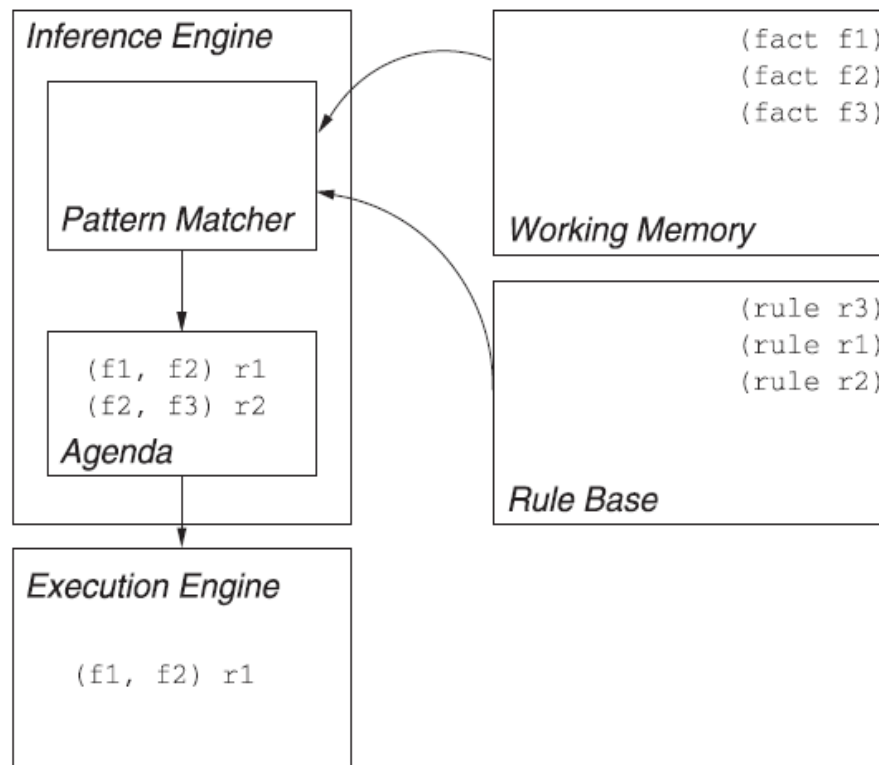 Inference Engine
Pattern Matcher
(f1, f2) r1
(f2, f3) r2
Agenda
Execution Engine
(f1, f2) r1
(fact f1)
(fact f2)
(fact f3)
Working Memory
(rule r3)
(rule r1)
(rule r2)
Rule Base